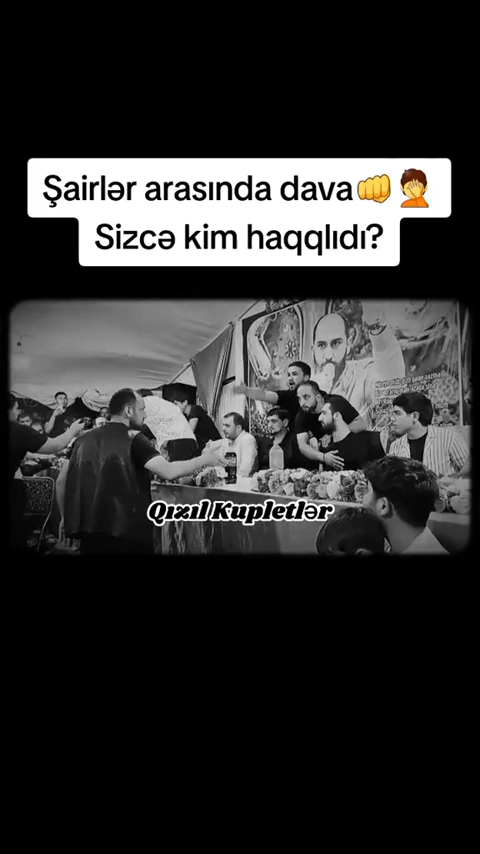 Şairlər arasında dava👊🤦
Sizcə kim haqqlıdı?
Qızıl Kupletlər